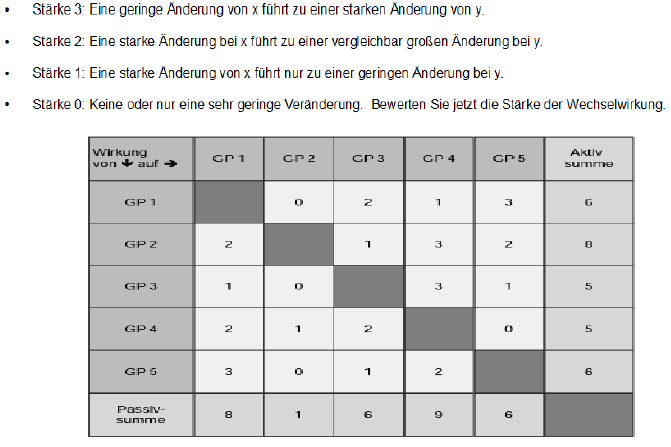 • Stärke 3: Eine geringe Änderung von x führt zu einer starken Änderung von y.
• Stärke 2: Eine starke Änderung bei x führt zu einer vergleichbar großen Änderung bei y.
• Stärke 1: Eine starke Änderung von x führt nur zu einer geringen Änderung bei y.
• Stärke 0: Keine oder nur eine sehr geringe Veränderung. Bewerten Sie jetzt die Stärke der Wechselwirkung.
Wirkung von ↓ auf → GP 1 GP 2 GP 3 GP 4 GP 5 Aktiv summe
GP 1 0 2 1 3 6
GP 2 2 1 3 2 8
GP 3 1 0 3 1 5
GP 4 2 1 2 0 5
GP 5 3 0 1 2 6
Passiv- summe 8 1 6 9 6